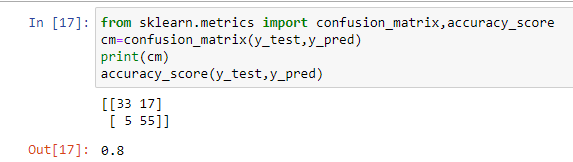 In [17]: from sklearn.metrics import confusion_matrix,accuracy_score
cm=confusion_matrix(y_test,y_pred)
print(cm)
accuracy_score(y_test,y_pred)
[[33 17]
 [ 5 55]]
Out[17]: 0.8